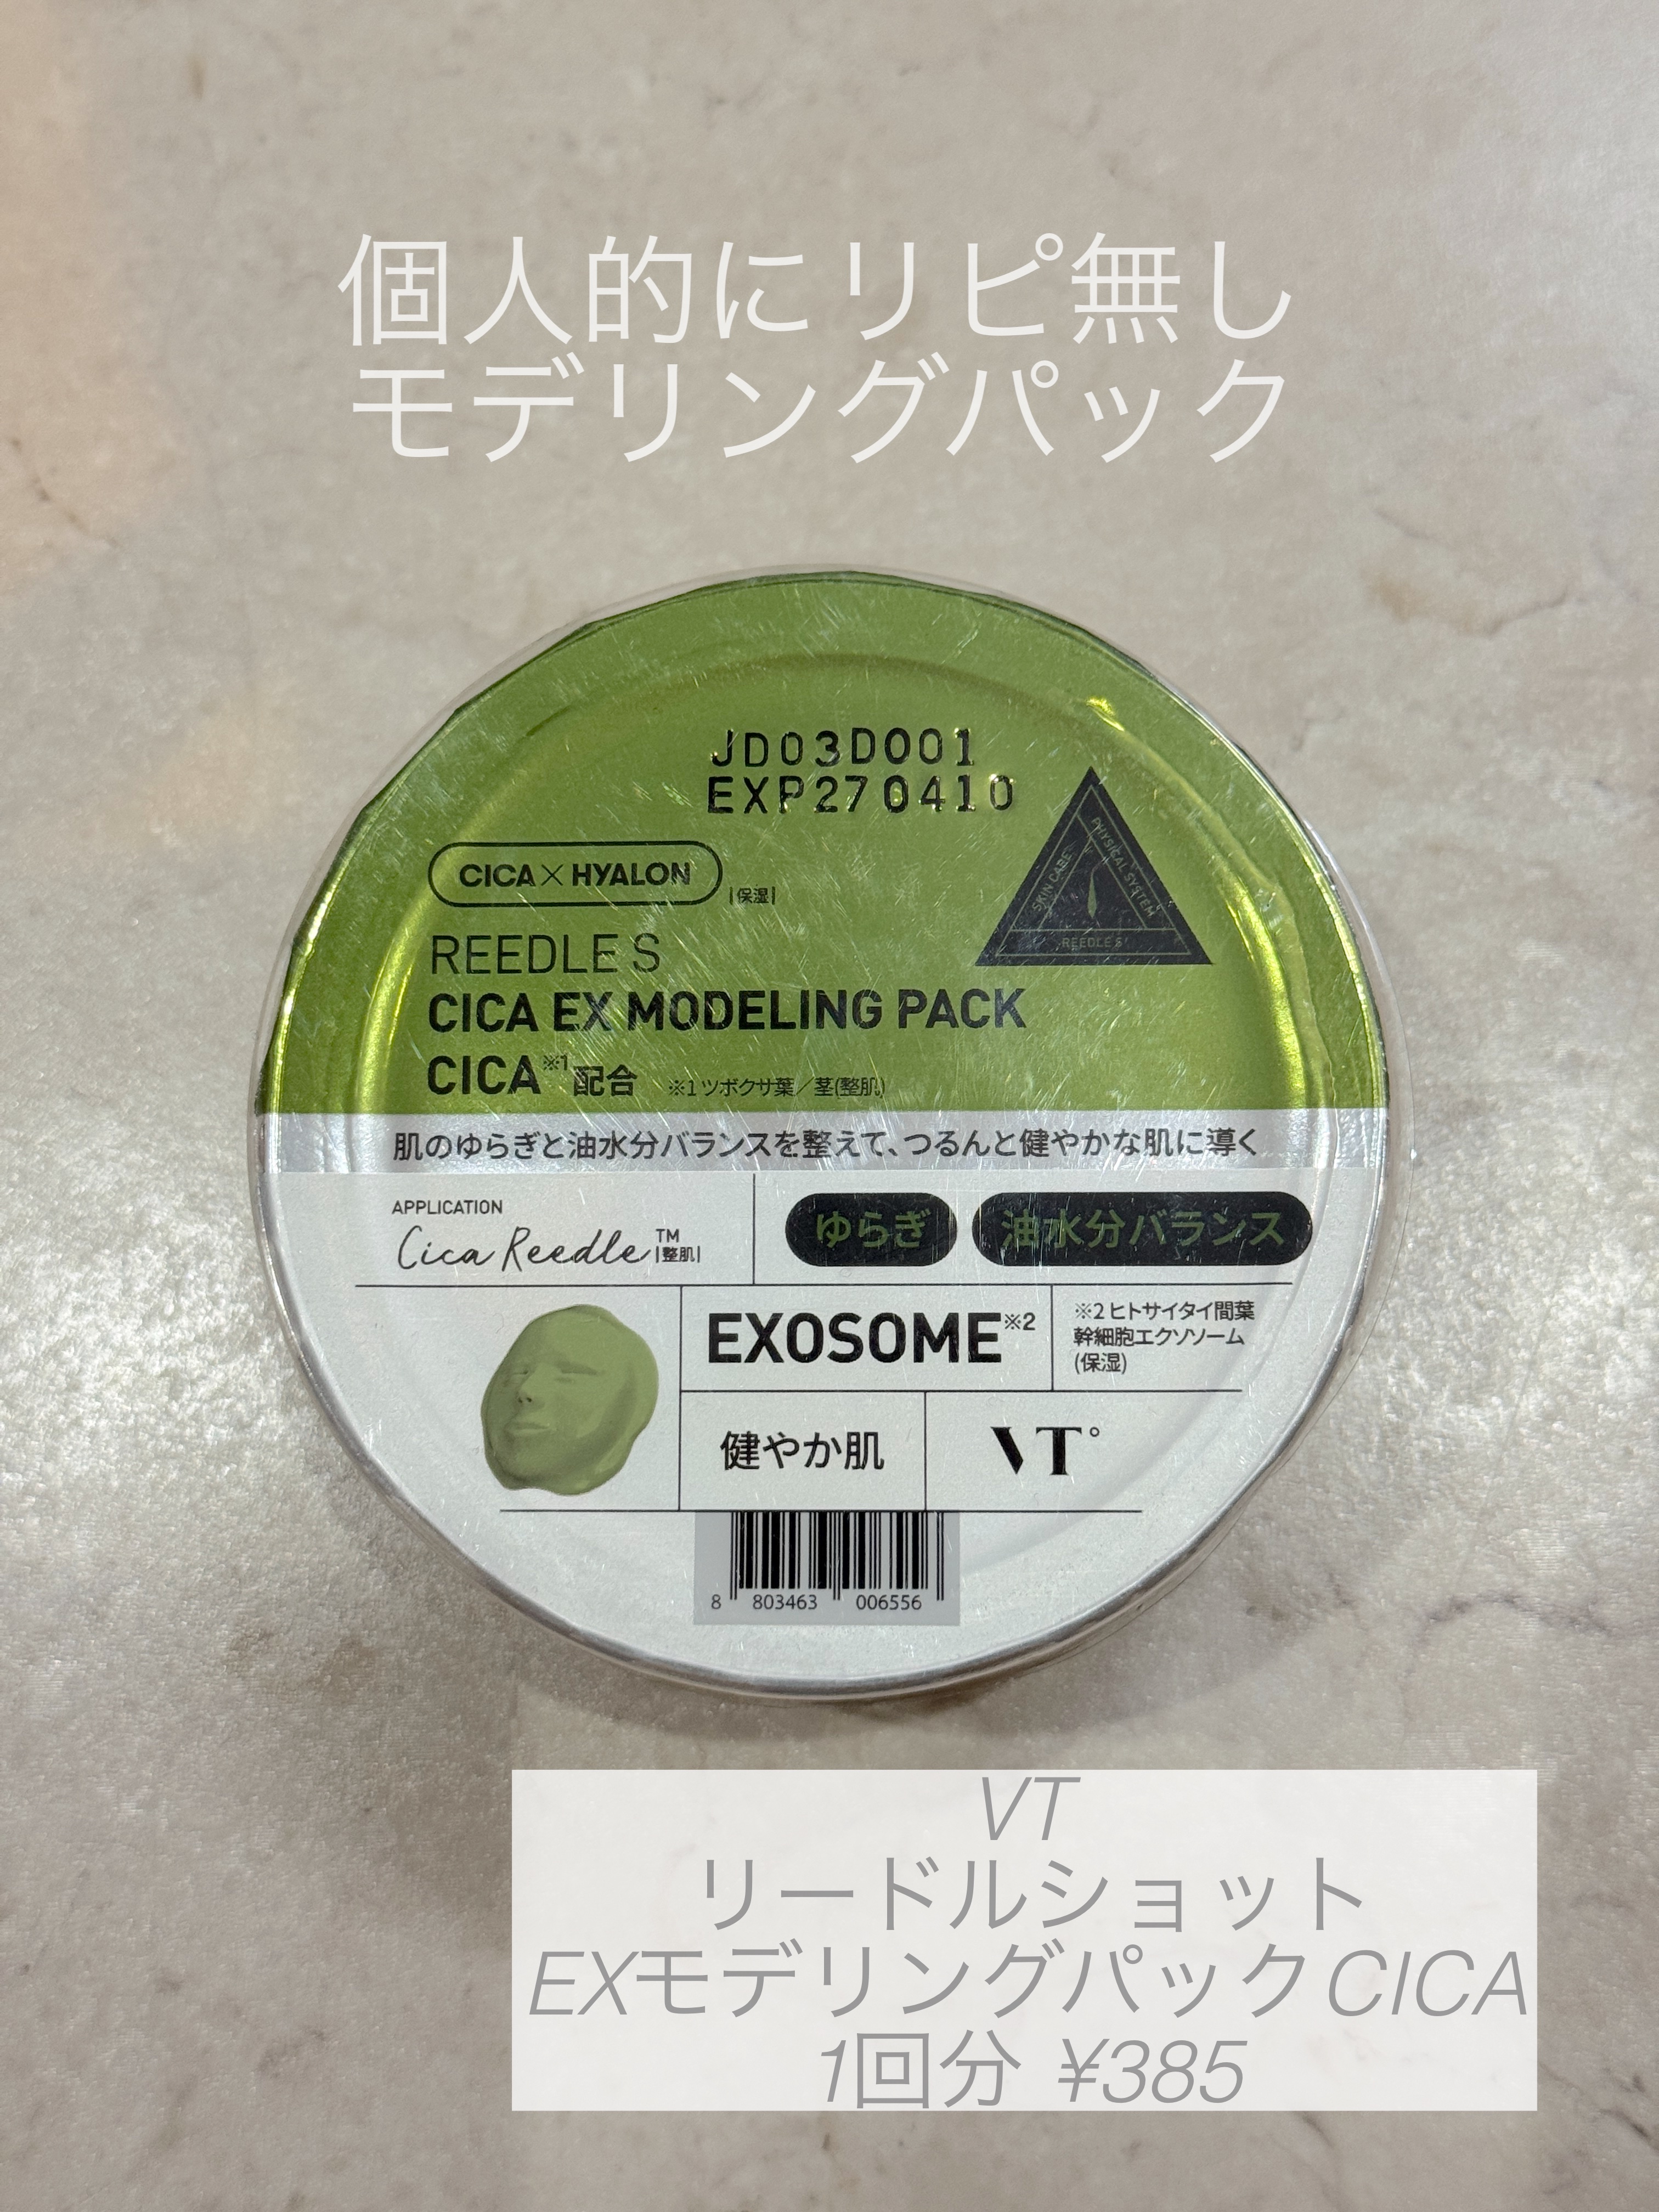 個人的にリピ無し
モデリングパック
JD03D001
EXP270410
CICA×HYALON
|保湿|
SKIN CARE
PHYSICAL SYSTEM
REEDLE S
REEDLE S
CICA EX MODELING PACK
CICA※1配合 ※1ツボクサ葉／茎(整肌)
肌のゆらぎと油水分バランスを整えて、つるんと健やかな肌に導く
APPLICATION
Cica Reedle™|整肌|
ゆらぎ 油水分バランス
EXOSOME※2
※2 ヒトサイタイ間葉
幹細胞エクソソーム
(保湿)
健やか肌
VT°
8 803463 006556
VT
リードルショット
EXモデリングパックCICA
1回分 ¥385